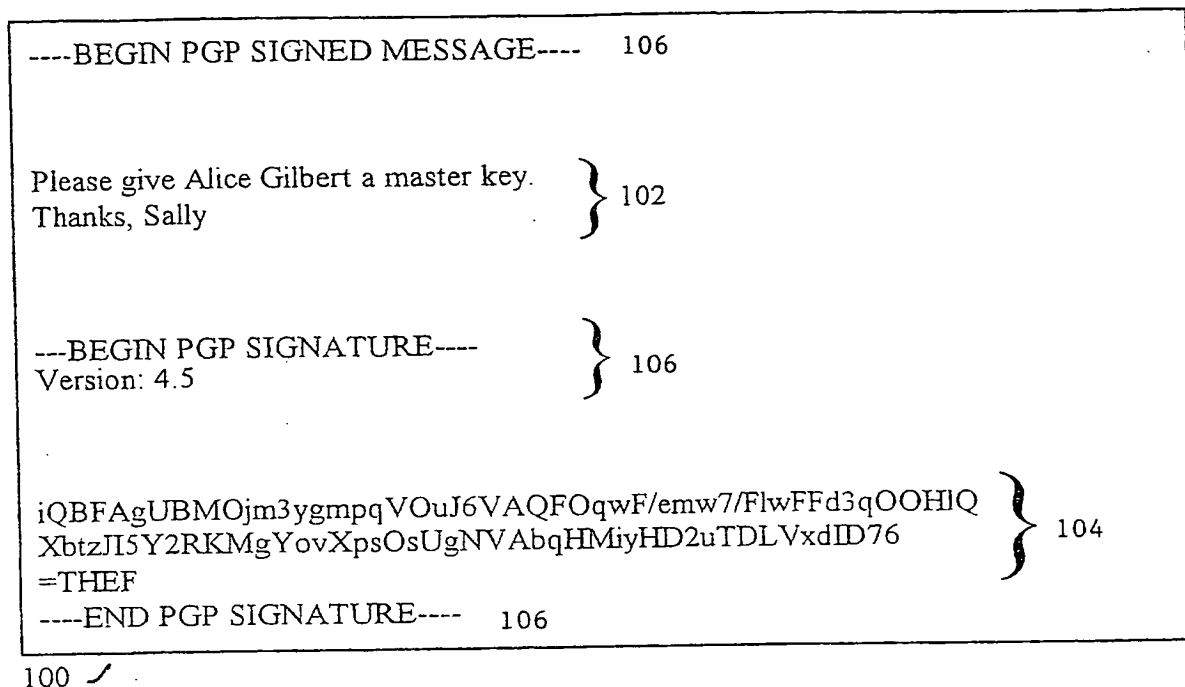 ----BEGIN PGP SIGNED MESSAGE---- 106
Please give Alice Gilbert a master key.
Thanks, Sally
102
---BEGIN PGP SIGNATURE----
Version: 4.5
106
iQBFAgUBMOjm3ygmpqVOuJ6VAQFOqwF/emw7/FlwFFd3qOOHlQ
XbtzJI5Y2RKMgYovXpsOsUgNVAbqHMiyHD2uTDLVxdID76
=THEF
104
----END PGP SIGNATURE---- 106
100